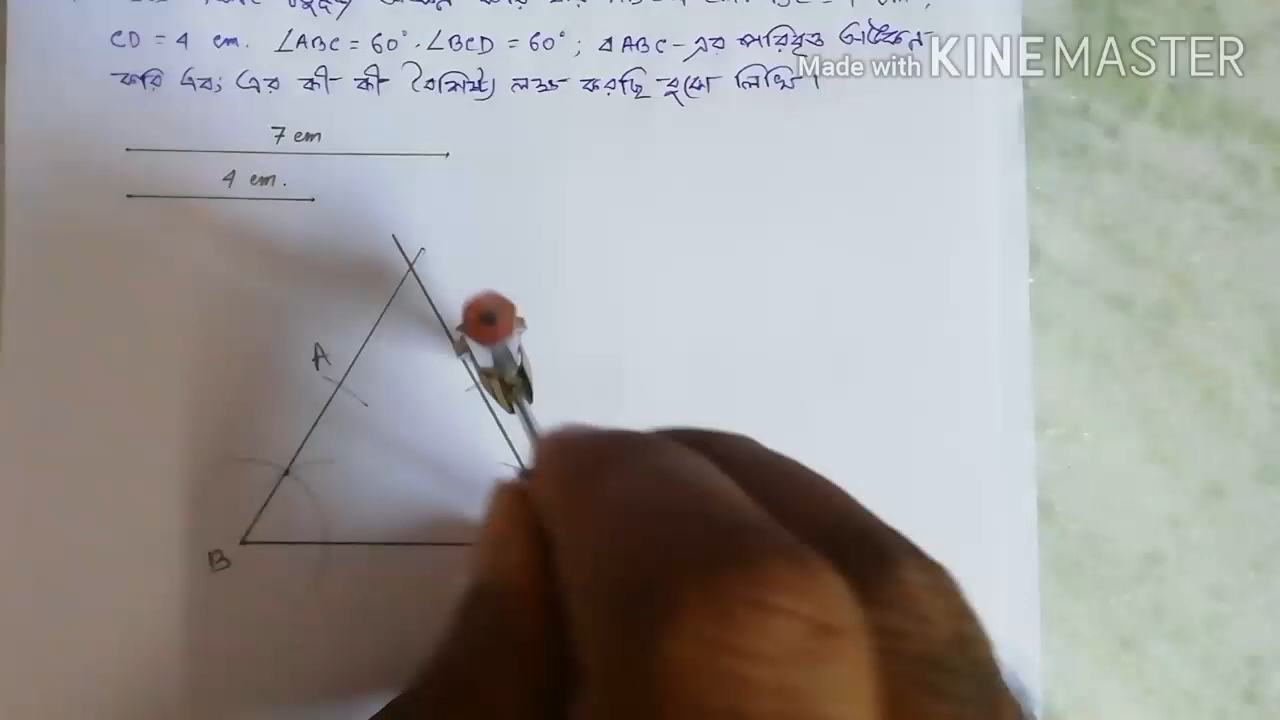 CD = 4 cm. ∠ABC = 60°. ∠BCD = 60°; ΔABC-এর পরিবৃত্ত অঙ্কন
করি এবং এর কী কী বৈশিষ্ট্য লক্ষ করছি বুঝে লিখি।
Made with KINEMASTER
7 cm
4 cm.
A
B